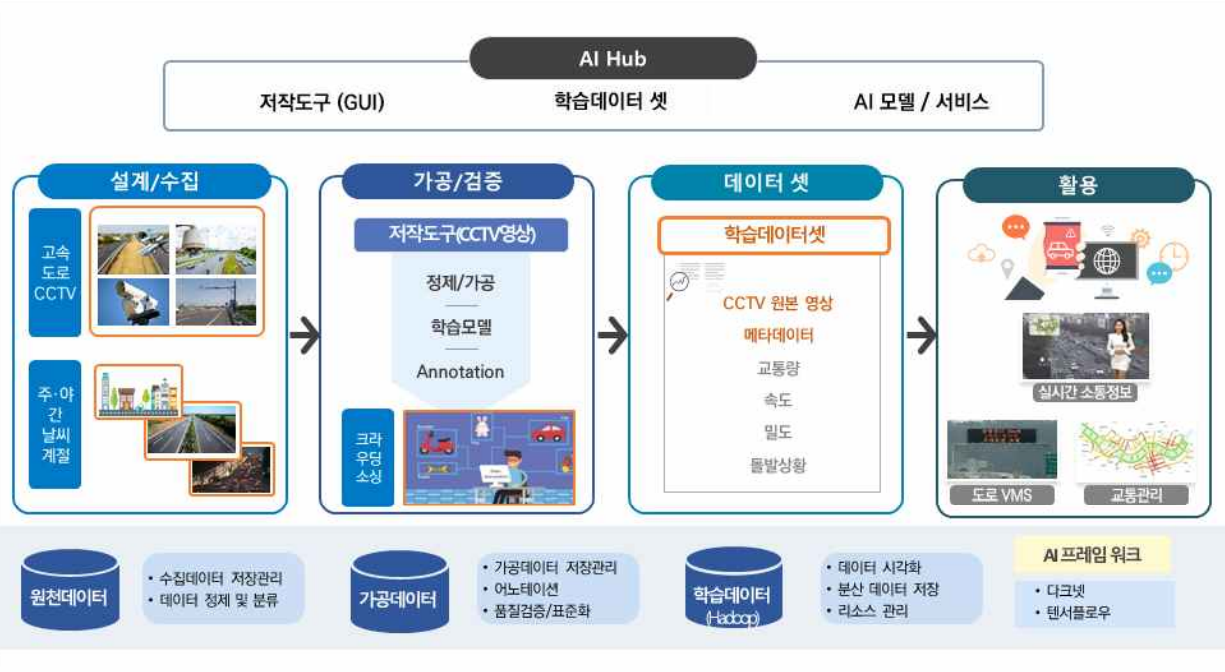 AI Hub
저작도구 (GUI)
학습데이터 셋
AI 모델 / 서비스
설계/수집
고속
도로
CCTV
주·야
간
날씨
계절
가공/검증
저작도구(CCTV영상)
정제/가공
학습모델
Annotation
크라
우딩
소싱
데이터 셋
학습데이터셋
CCTV 원본 영상
메타데이터
교통량
속도
밀도
돌발상황
활용
실시간 소통정보
도로 VMS
교통관리
원천데이터
• 수집데이터 저장관리
• 데이터 정제 및 분류
가공데이터
• 가공데이터 저장관리
• 어노테이션
• 품질검증/표준화
학습데이터
(Hadoop)
• 데이터 시각화
• 분산 데이터 저장
• 리소스 관리
AI 프레임 워크
• 다크넷
• 텐서플로우